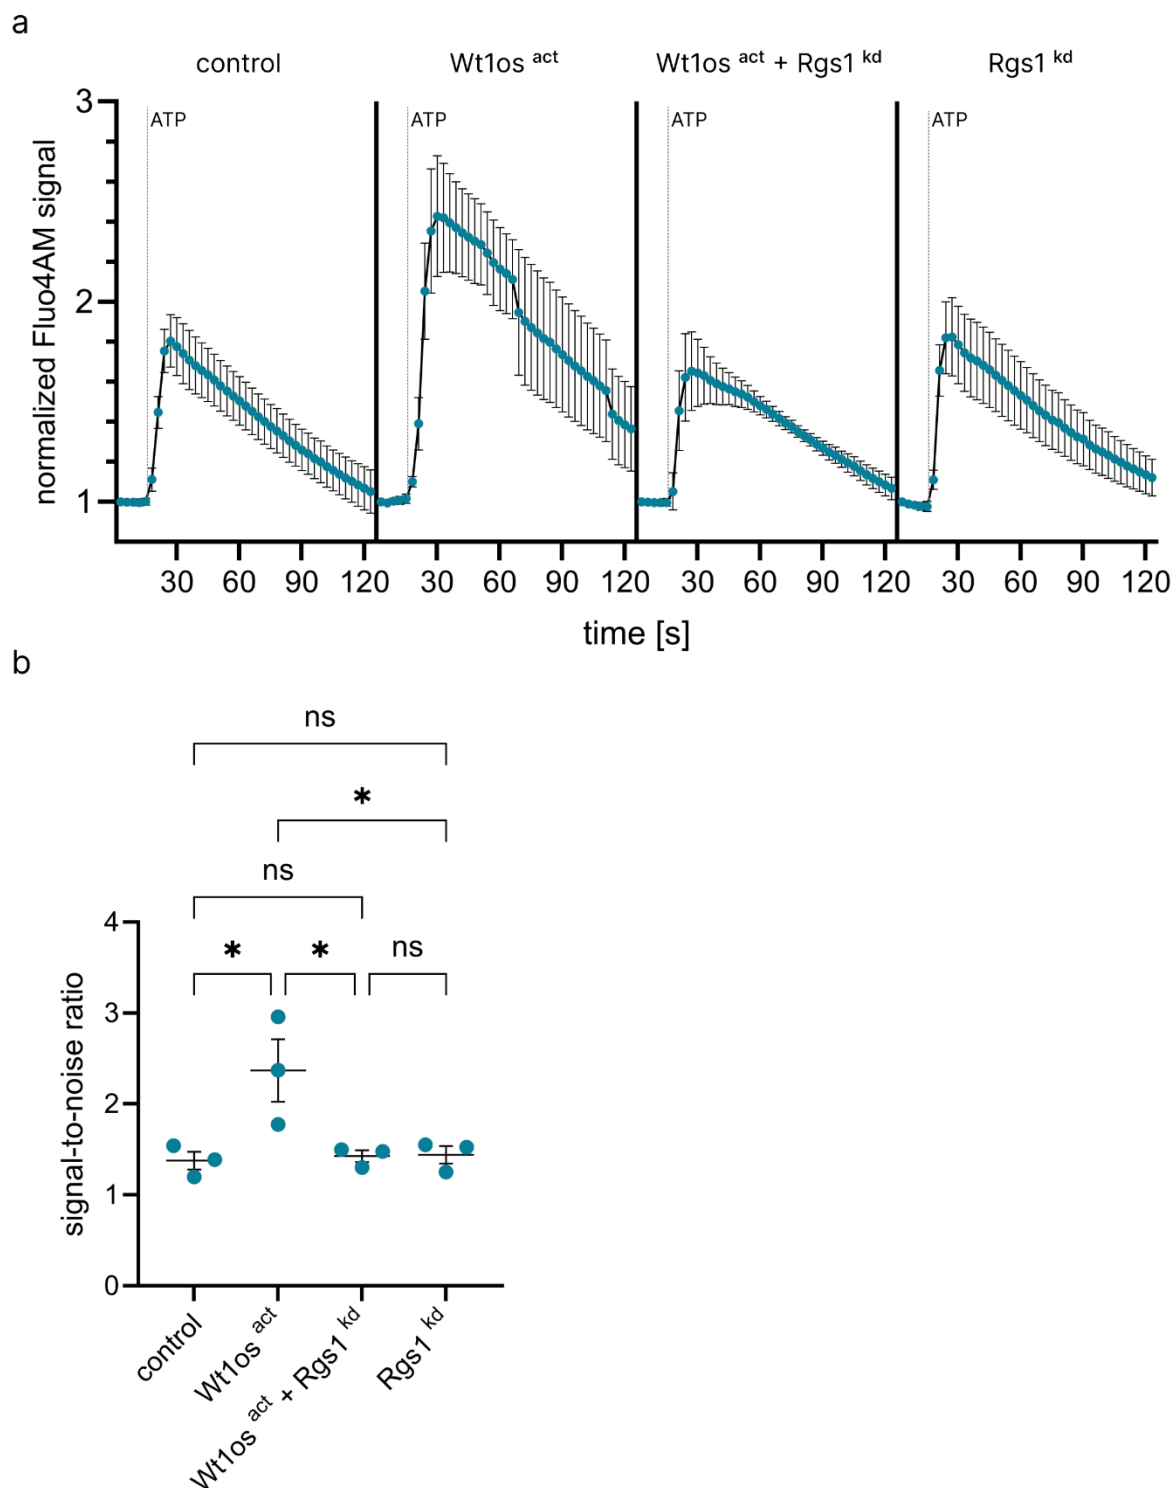 a
control
Wt1os act
Wt1os act + Rgs1 kd
Rgs1 kd
normalized Fluo4AM signal
3
2
1
ATP
ATP
ATP
ATP
30 60 90 120 30 60 90 120 30 60 90 120 30 60 90 120
time [s]
b
ns
*
ns
* * ns
signal-to-noise ratio
4
3
2
1
0
control
Wt1os act
Wt1os act + Rgs1 kd
Rgs1 kd